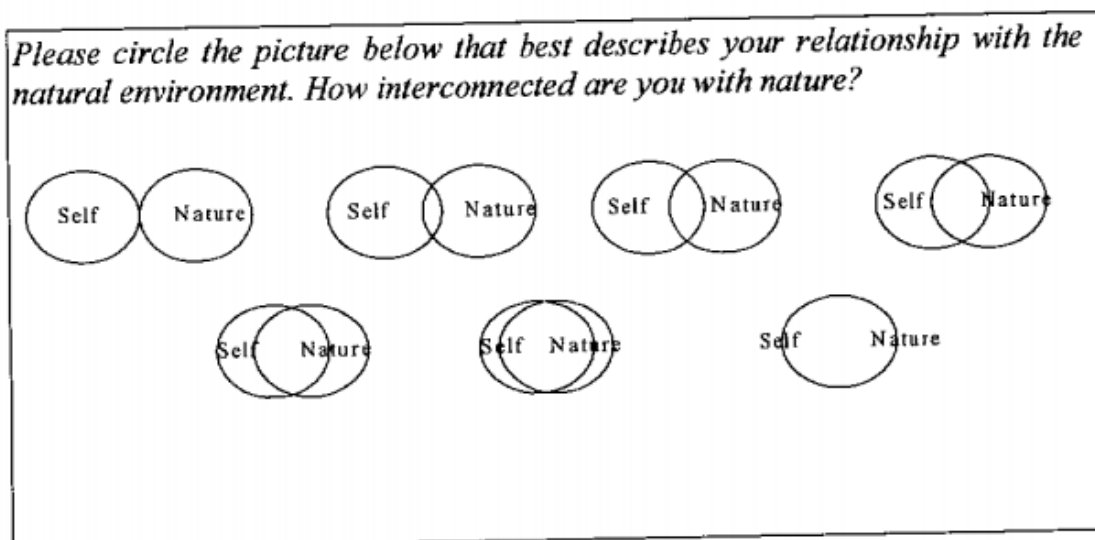 Please circle the picture below that best describes your relationship with the
natural environment. How interconnected are you with nature?
Self Nature Self Nature Self Nature Self Nature
Self Nature Self Nature Self Nature